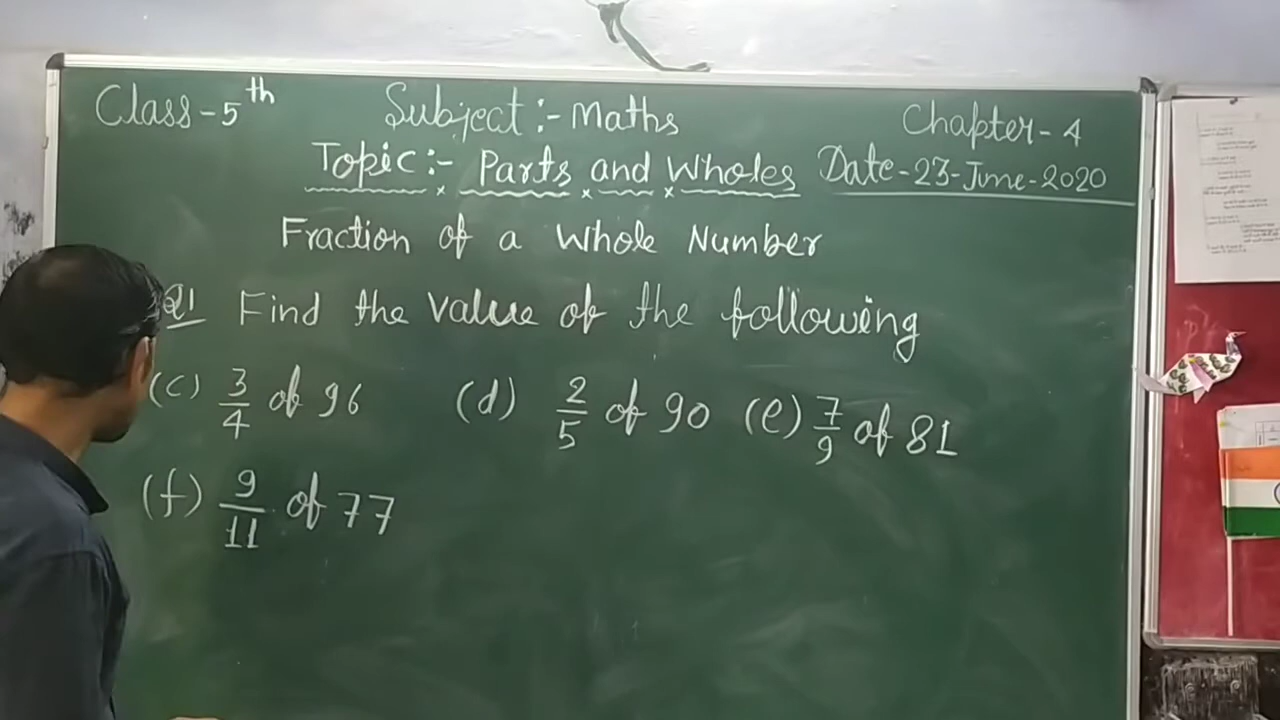 Class - 5th Subject :- Maths Chapter - 4
Topic :- Parts and Wholes Date - 23 - June - 2020
Fraction of a Whole Number
Q1 Find the value of the following
(c) 3/4 of 96 (d) 2/5 of 90 (e) 7/9 of 81
(f) 9/11 of 77